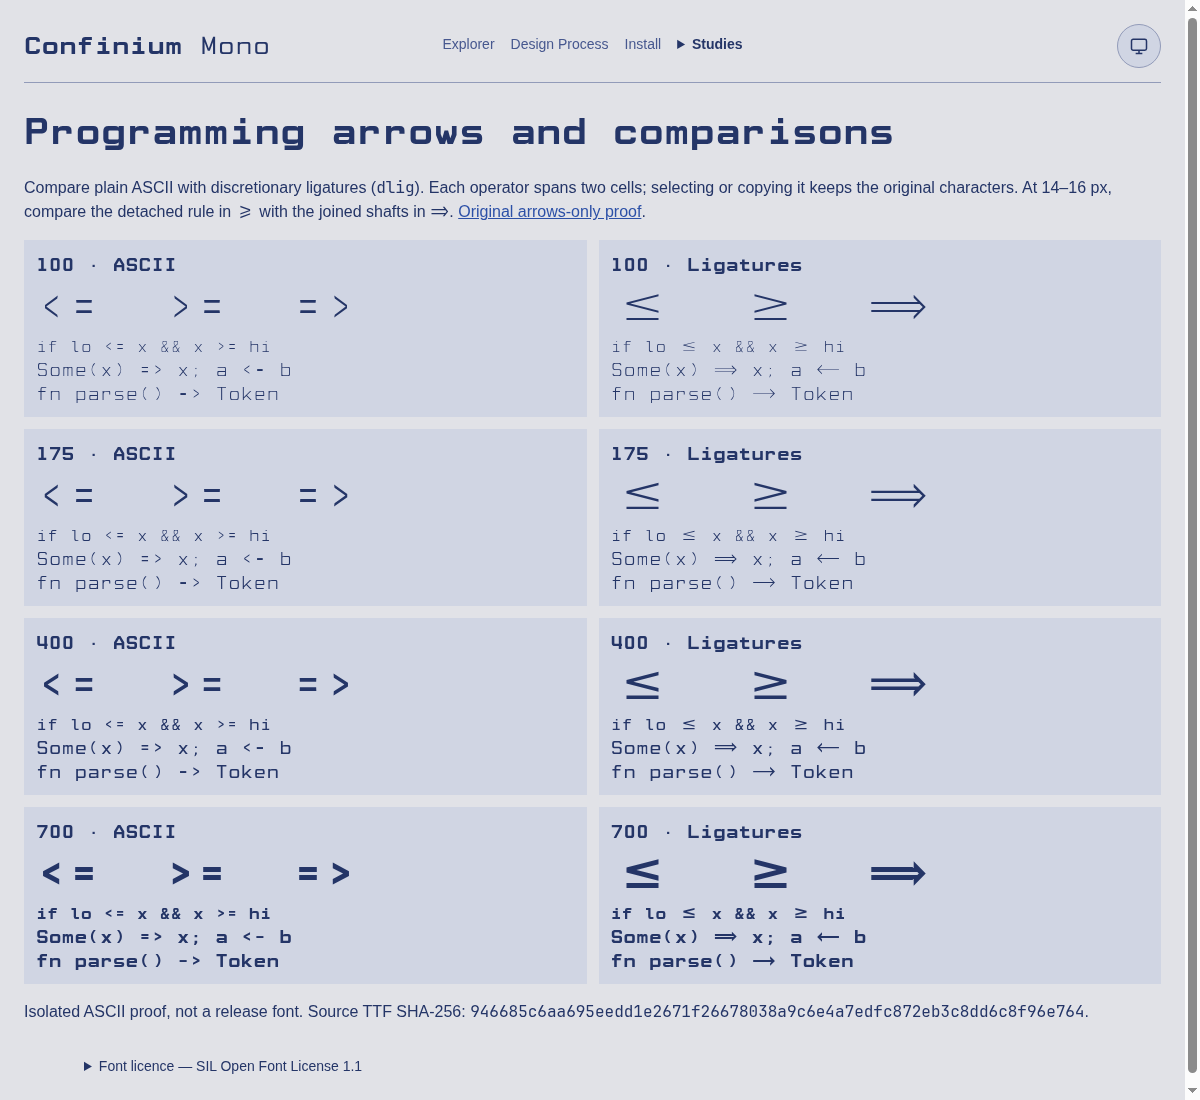 Confinium Mono
Explorer Design Process Install ▶ Studies
Programming arrows and comparisons
Compare plain ASCII with discretionary ligatures (dlig). Each operator spans two cells; selecting or copying it keeps the original characters. At 14–16 px,
compare the detached rule in ⩾ with the joined shafts in ⇒. Original arrows-only proof.
100 · ASCII
< = > = = >
if lo <= x && x >= hi
Some(x) => x; a <- b
fn parse() -> Token
100 · Ligatures
≤ ≥ ⟹
if lo ≤ x && x ≥ hi
Some(x) ⟹ x; a ⟵ b
fn parse() ⟶ Token
175 · ASCII
< = > = = >
if lo <= x && x >= hi
Some(x) => x; a <- b
fn parse() -> Token
175 · Ligatures
≤ ≥ ⟹
if lo ≤ x && x ≥ hi
Some(x) ⟹ x; a ⟵ b
fn parse() ⟶ Token
400 · ASCII
< = > = = >
if lo <= x && x >= hi
Some(x) => x; a <- b
fn parse() -> Token
400 · Ligatures
≤ ≥ ⟹
if lo ≤ x && x ≥ hi
Some(x) ⟹ x; a ⟵ b
fn parse() ⟶ Token
700 · ASCII
< = > = = >
if lo <= x && x >= hi
Some(x) => x; a <- b
fn parse() -> Token
700 · Ligatures
≤ ≥ ⟹
if lo ≤ x && x ≥ hi
Some(x) ⟹ x; a ⟵ b
fn parse() ⟶ Token
Isolated ASCII proof, not a release font. Source TTF SHA-256: 946685c6aa695eedd1e2671f26678038a9c6e4a7edfc872eb3c8dd6c8f96e764.
▶ Font licence — SIL Open Font License 1.1